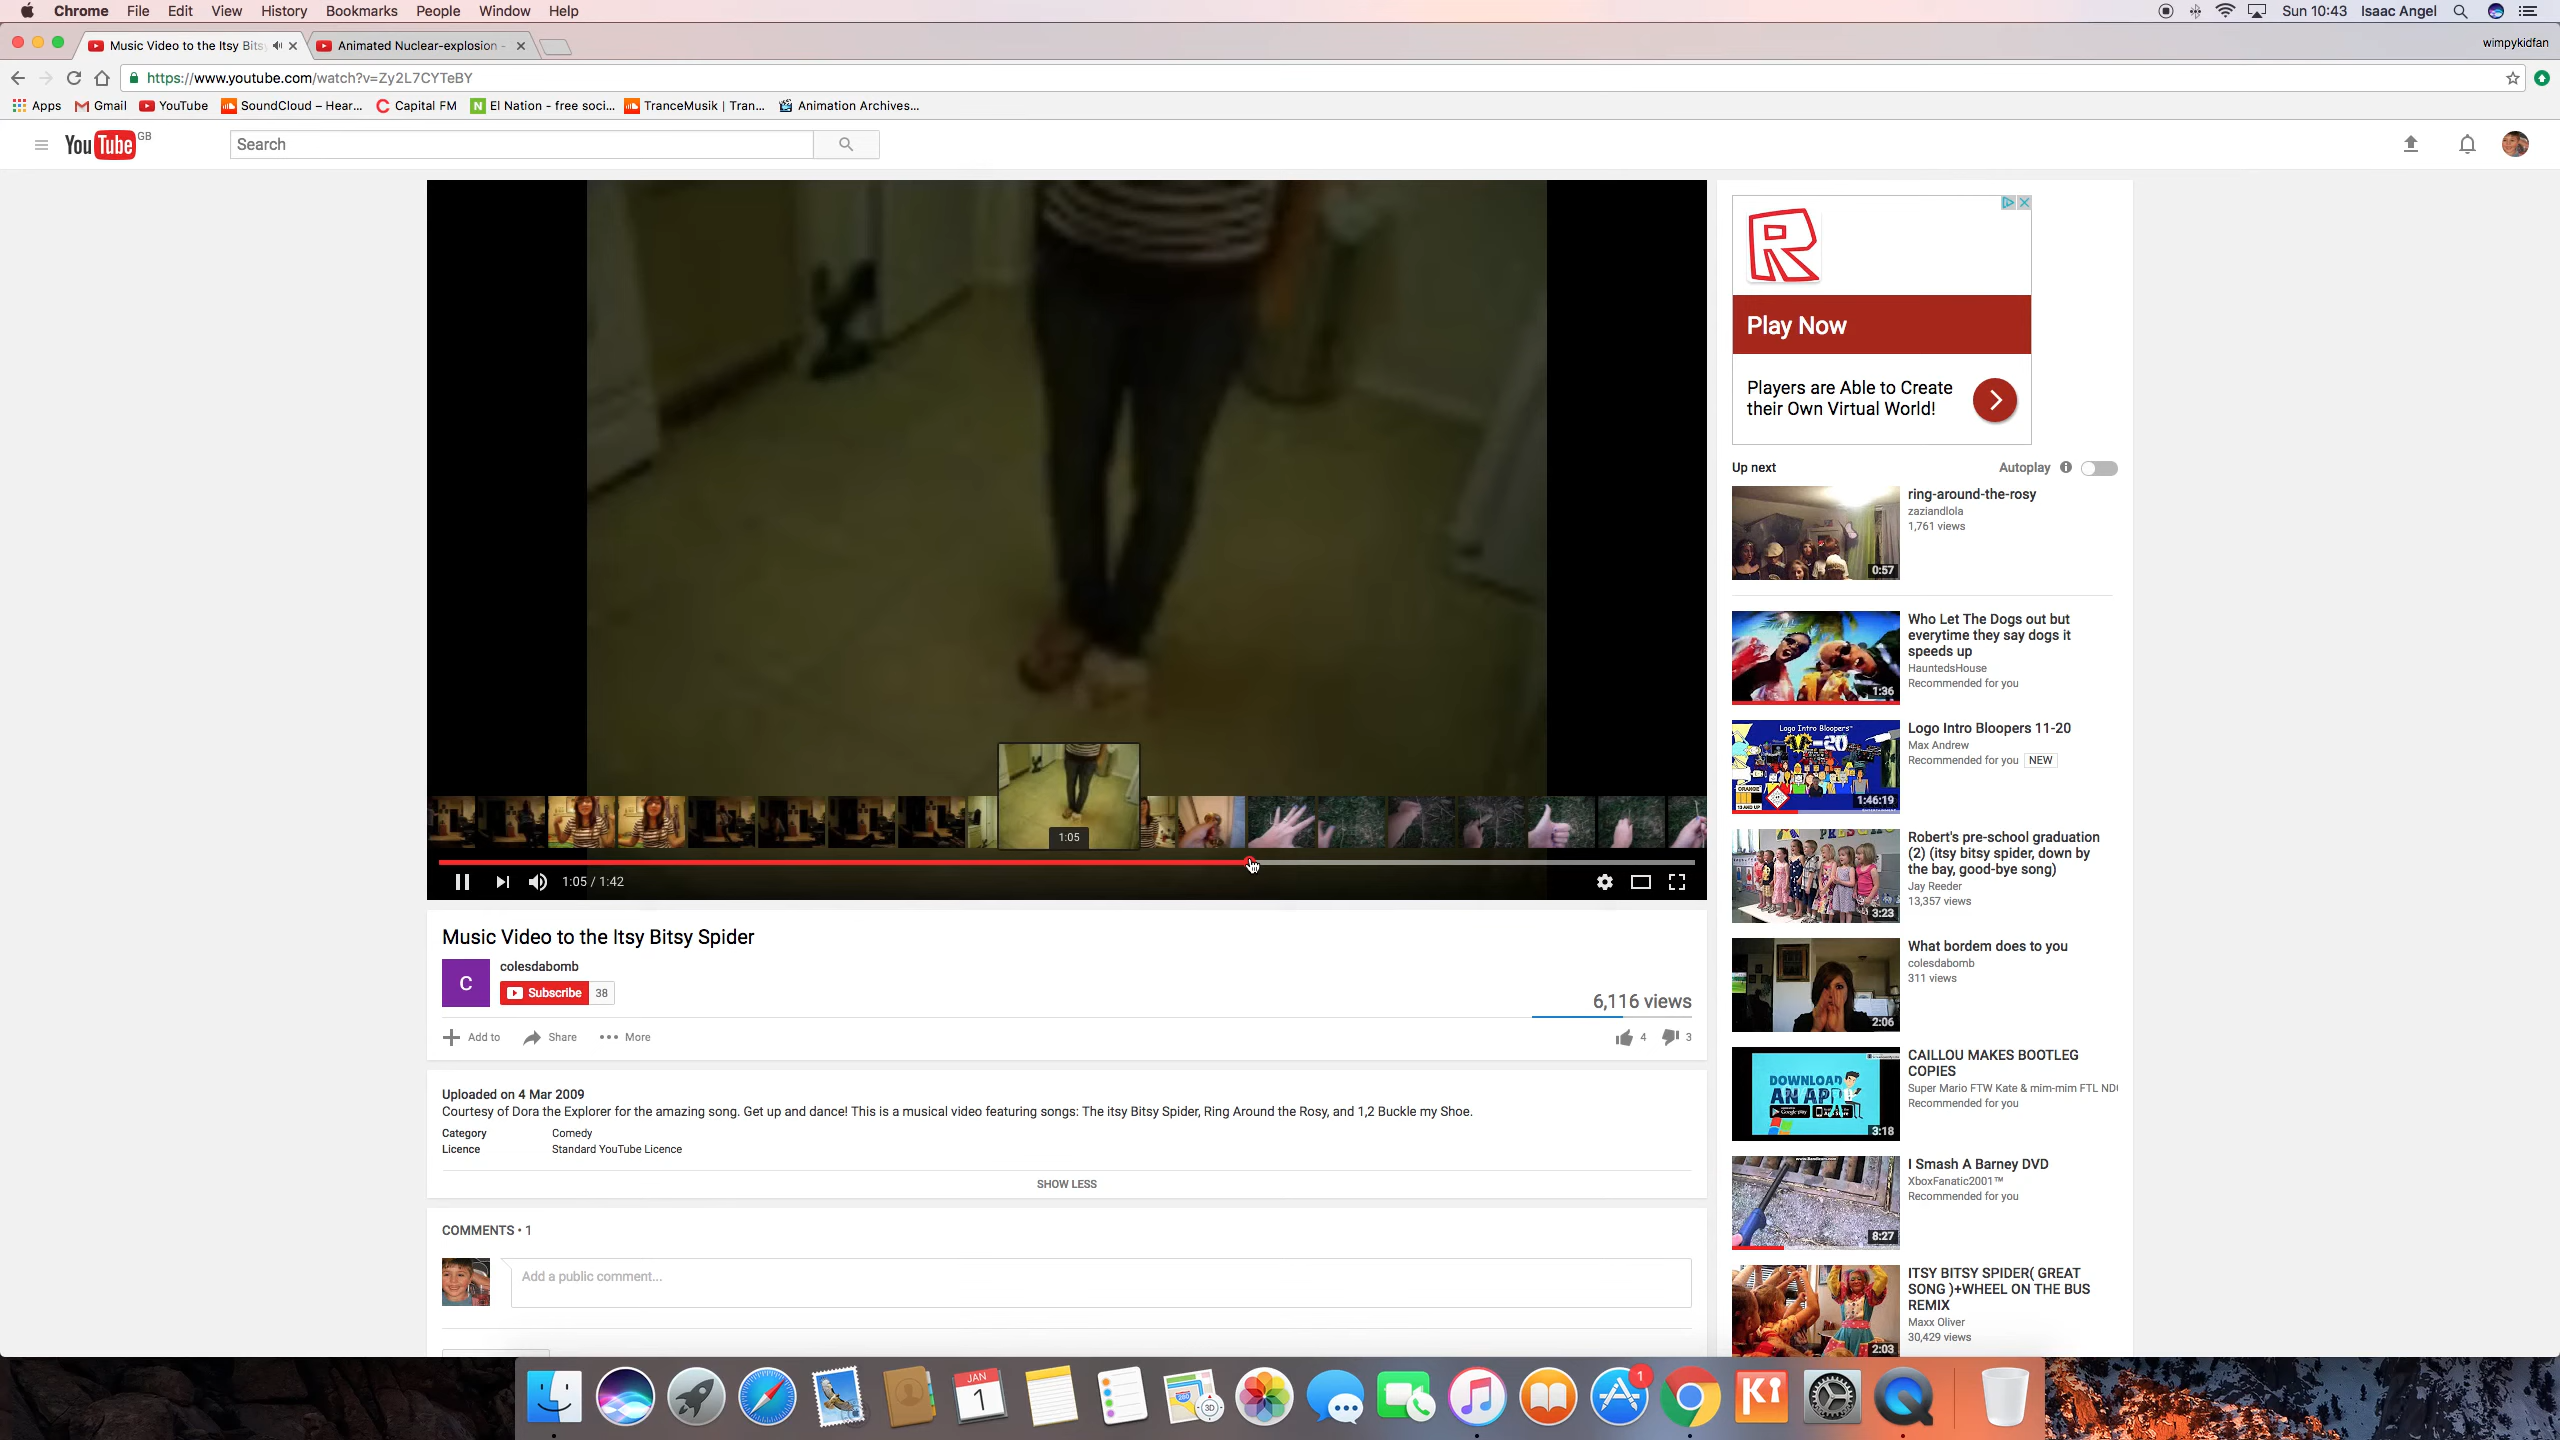 Chrome File Edit View History Bookmarks People Window Help
Sun 10:43 Isaac Angel
Music Video to the Itsy Bits
Animated Nuclear-explosion -
wimpykidfan
https://www.youtube.com/watch?v=Zy2L7CYTeBY
Apps Gmail YouTube SoundCloud – Hear... Capital FM El Nation - free soci... TranceMusik | Tran... Animation Archives...
YouTube GB
Search
Play Now
Players are Able to Create
their Own Virtual World!
1:05
1:05 / 1:42
Music Video to the Itsy Bitsy Spider
C
colesdabomb
Subscribe 38
6,116 views
Add to Share More
4 3
Uploaded on 4 Mar 2009
Courtesy of Dora the Explorer for the amazing song. Get up and dance! This is a musical video featuring songs: The itsy Bitsy Spider, Ring Around the Rosy, and 1,2 Buckle my Shoe.
Category Comedy
Licence Standard YouTube Licence
SHOW LESS
COMMENTS • 1
Add a public comment...
Up next
Autoplay
ring-around-the-rosy
zaziandlola
1,761 views
0:57
Who Let The Dogs out but
everytime they say dogs it
speeds up
HauntedsHouse
Recommended for you
1:36
Logo Intro Bloopers 11-20
Max Andrew
Recommended for you NEW
Logo Intro Bloopers
11-20
1:46:19
Robert's pre-school graduation
(2) (itsy bitsy spider, down by
the bay, good-bye song)
Jay Reeder
13,357 views
3:23
What bordem does to you
colesdabomb
311 views
2:06
CAILLOU MAKES BOOTLEG
COPIES
Super Mario FTW Kate & mim-mim FTL ND
Recommended for you
DOWNLOAD
AN APP
3:18
I Smash A Barney DVD
XboxFanatic2001™
Recommended for you
8:27
ITSY BITSY SPIDER( GREAT
SONG )+WHEEL ON THE BUS
REMIX
Maxx Oliver
30,429 views
2:03
JAN
1
3D
1